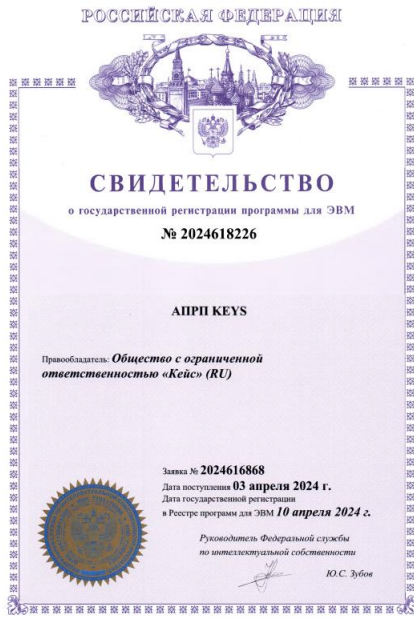 РОССИЙСКАЯ ФЕДЕРАЦИЯ
СВИДЕТЕЛЬСТВО
о государственной регистрации программы для ЭВМ
№ 2024618226
АПРП KEYS
Правообладатель: Общество с ограниченной
ответственностью «Кейс» (RU)
Заявка № 2024616868
Дата поступления 03 апреля 2024 г.
Дата государственной регистрации
в Реестре программ для ЭВМ 10 апреля 2024 г.
Руководитель Федеральной службы
по интеллектуальной собственности
Ю.С. Зубов